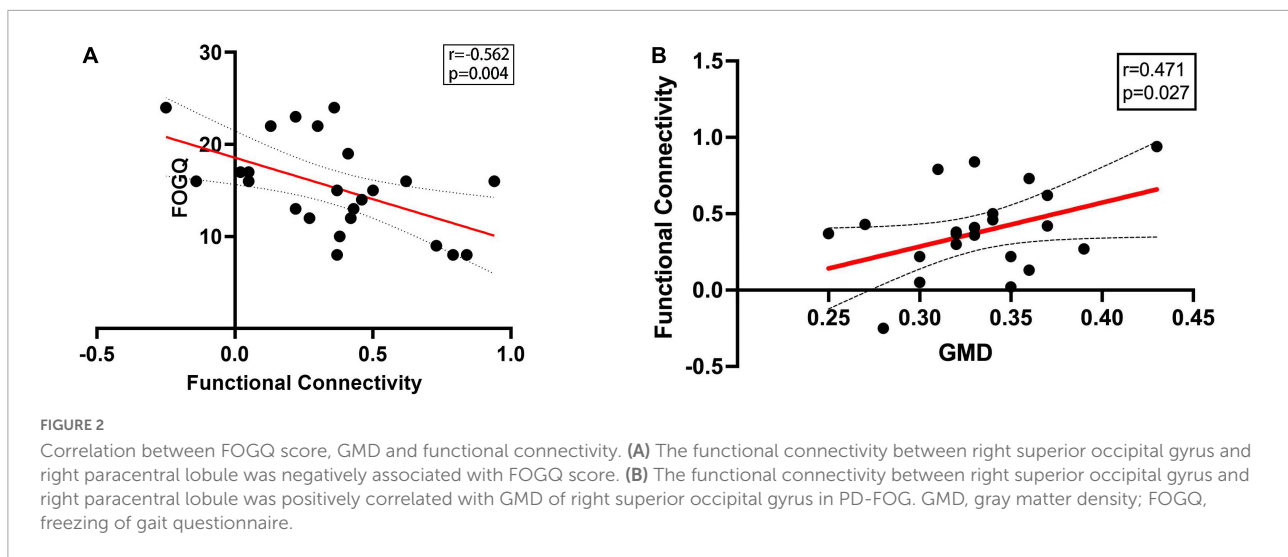 A
r=-0.562
p=0.004
30
20
10
FOGQ
-0.5 0.0 0.5 1.0
Functional Connectivity
B
r=0.471
p=0.027
1.5
1.0
0.5
0.0
-0.5
Functional Connectivity
0.25 0.30 0.35 0.40 0.45
GMD
FIGURE 2
Correlation between FOGQ score, GMD and functional connectivity. (A) The functional connectivity between right superior occipital gyrus and
right paracentral lobule was negatively associated with FOGQ score. (B) The functional connectivity between right superior occipital gyrus and
right paracentral lobule was positively correlated with GMD of right superior occipital gyrus in PD-FOG. GMD, gray matter density; FOGQ,
freezing of gait questionnaire.